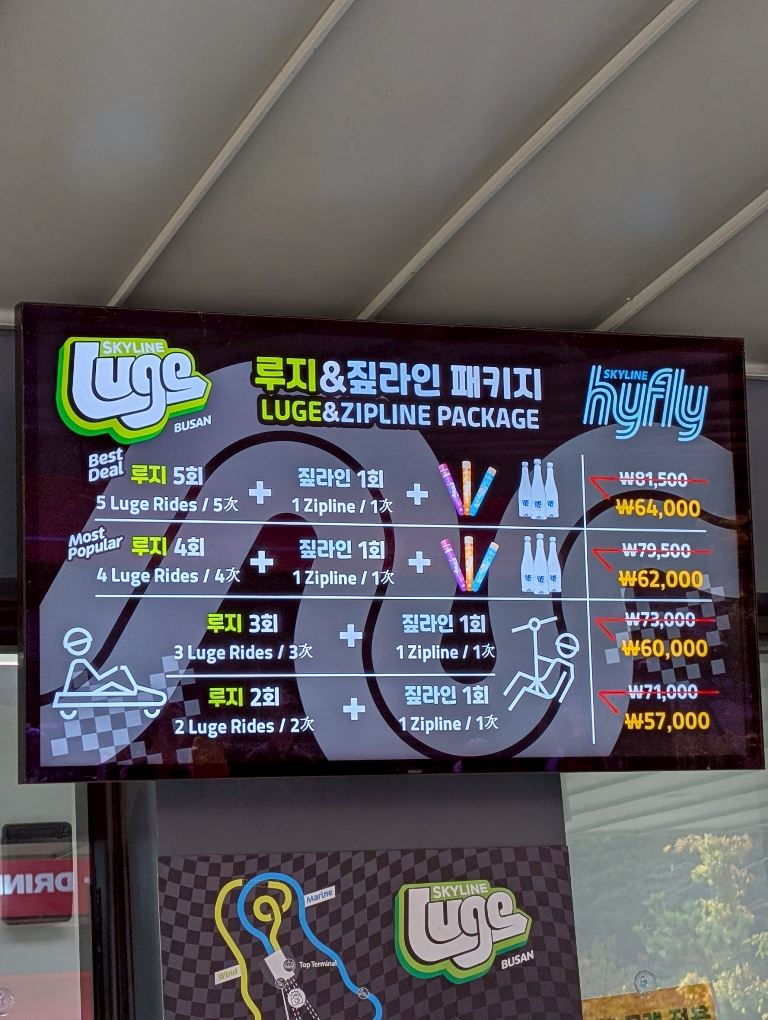 SKYLINE
Luge
BUSAN
루지&짚라인 패키지
LUGE&ZIPLINE PACKAGE
SKYLINE
hyfly
Best
Deal
루지 5회 + 짚라인 1회 +
5 Luge Rides / 5次
1 Zipline / 1次
₩81,500
₩64,000
Most
Popular
루지 4회 + 짚라인 1회 +
4 Luge Rides / 4次
1 Zipline / 1次
₩79,500
₩62,000
루지 3회 + 짚라인 1회
3 Luge Rides / 3次
1 Zipline / 1次
₩73,000
₩60,000
루지 2회 + 짚라인 1회
2 Luge Rides / 2次
1 Zipline / 1次
₩71,000
₩57,000
DRIN
Marine
Wind
Top Terminal
SKYLINE
Luge
BUSAN